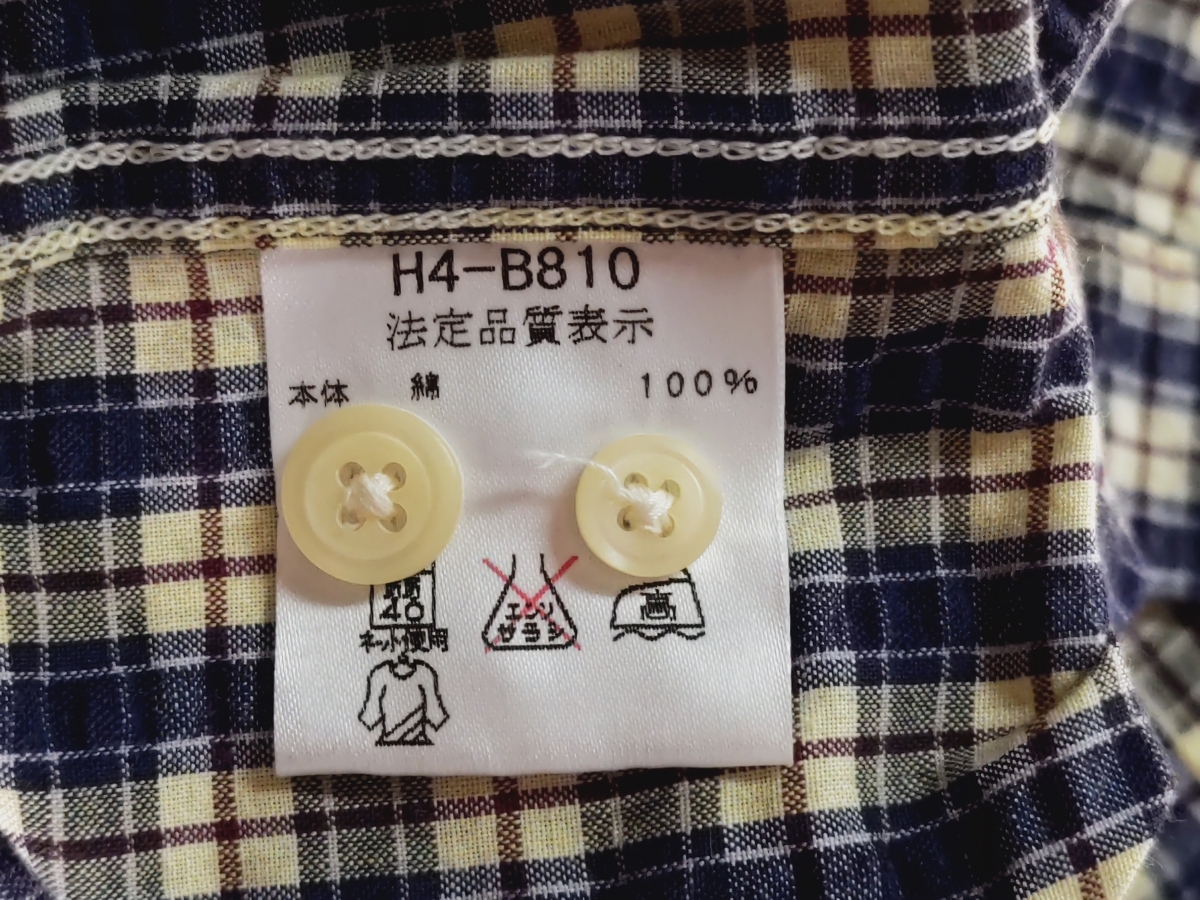 H4-B810
法定品質表示
本体 綿 100%
40
ネット使用
エンソ
サラシ
高